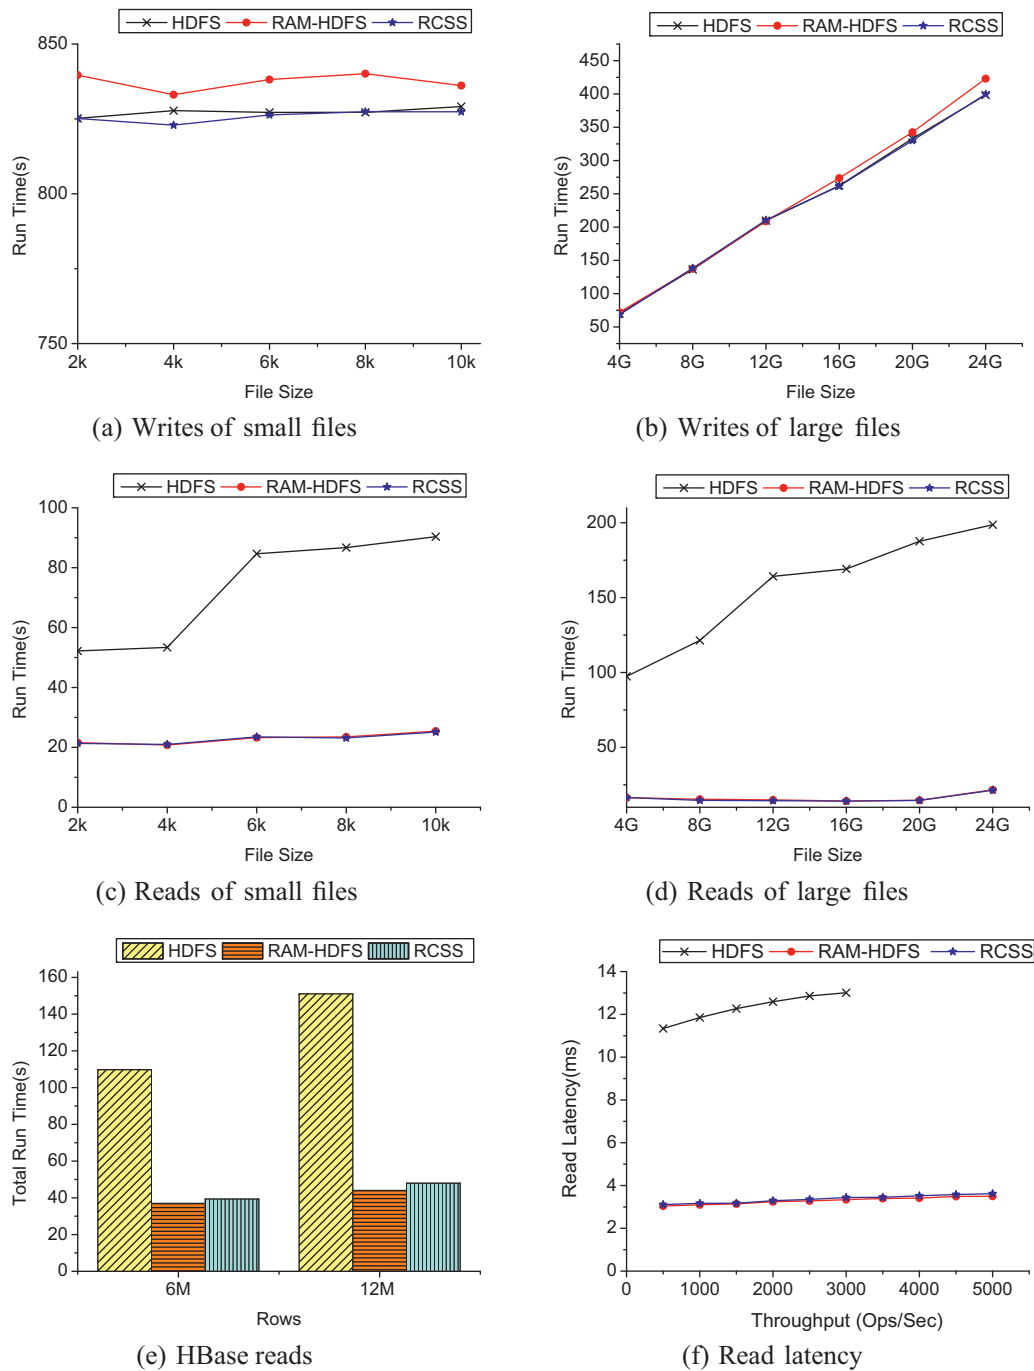 HDFS RAM-HDFS RCSS
850
800
750
Run Time(s)
2k 4k 6k 8k 10k
File Size
(a) Writes of small files
HDFS RAM-HDFS RCSS
450
400
350
300
250
200
150
100
50
Run Time(s)
4G 8G 12G 16G 20G 24G
File Size
(b) Writes of large files
HDFS RAM-HDFS RCSS
100
80
60
40
20
0
Run Time(s)
2k 4k 6k 8k 10k
File Size
(c) Reads of small files
HDFS RAM-HDFS RCSS
200
150
100
50
Run Time(s)
4G 8G 12G 16G 20G 24G
File Size
(d) Reads of large files
HDFS RAM-HDFS RCSS
160
140
120
100
80
60
40
20
0
Total Run Time(s)
6M 12M
Rows
(e) HBase reads
HDFS RAM-HDFS RCSS
14
12
10
8
6
4
2
0
Read Latency(ms)
0 1000 2000 3000 4000 5000
Throughput (Ops/Sec)
(f) Read latency